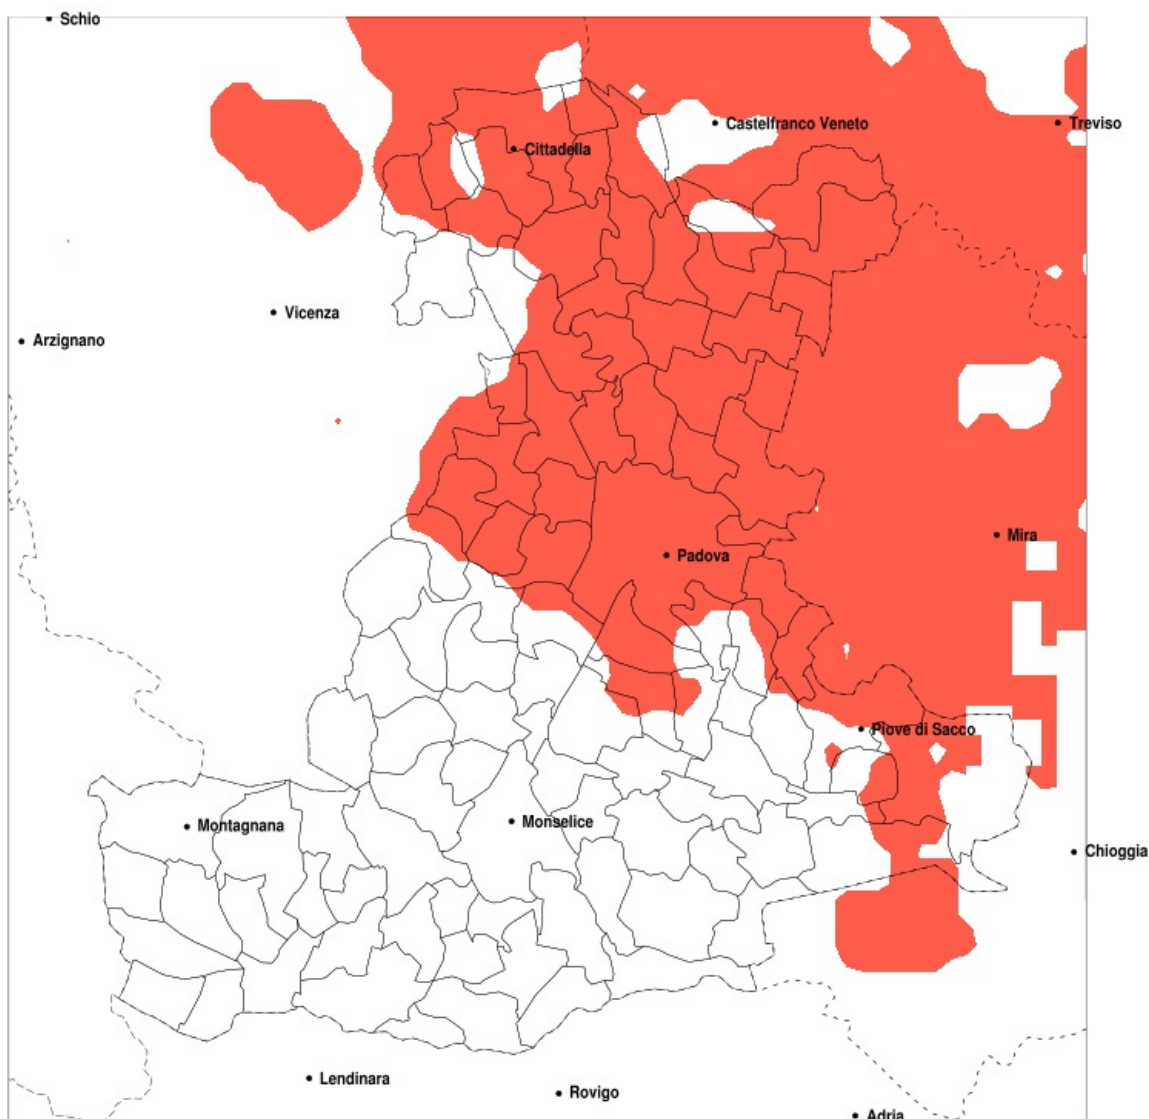 Schio
Castelfranco Veneto
Treviso
Cittadella
Vicenza
Arzignano
Mira
Padova
Piove di Sacco
Montagnana
Monselice
Chioggia
Lendinara
Rovigo
Adria